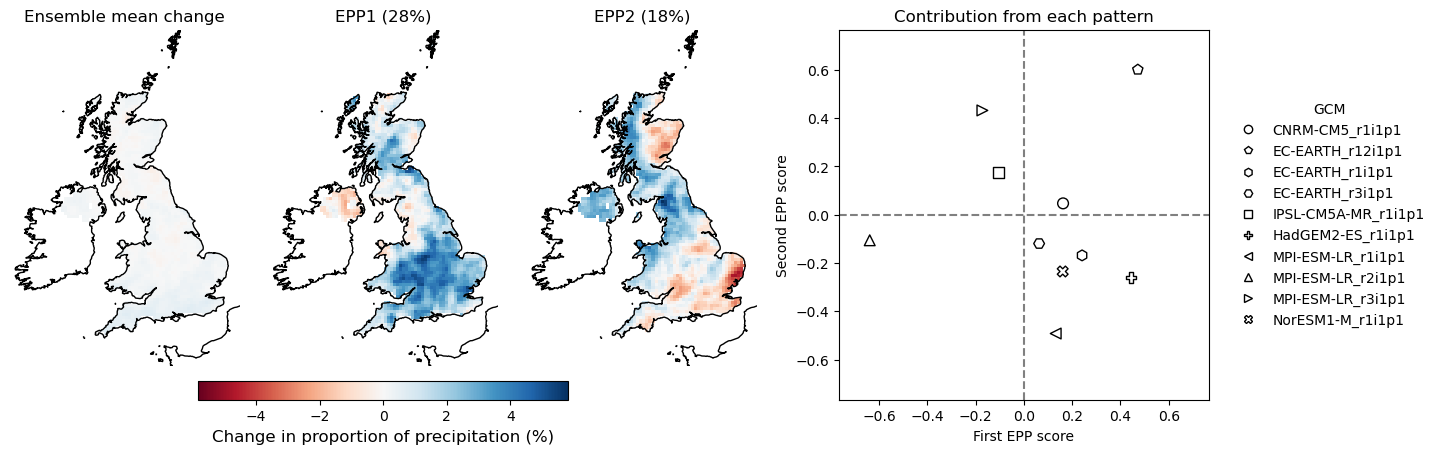 Ensemble mean change
EPP1 (28%)
EPP2 (18%)
Contribution from each pattern
−4 −2 0 2 4
Change in proportion of precipitation (%)
Second EPP score
0.6
0.4
0.2
0.0
−0.2
−0.4
−0.6
−0.6 −0.4 −0.2 0.0 0.2 0.4 0.6
First EPP score
GCM
CNRM-CM5_r1i1p1
EC-EARTH_r12i1p1
EC-EARTH_r1i1p1
EC-EARTH_r3i1p1
IPSL-CM5A-MR_r1i1p1
HadGEM2-ES_r1i1p1
MPI-ESM-LR_r1i1p1
MPI-ESM-LR_r2i1p1
MPI-ESM-LR_r3i1p1
NorESM1-M_r1i1p1